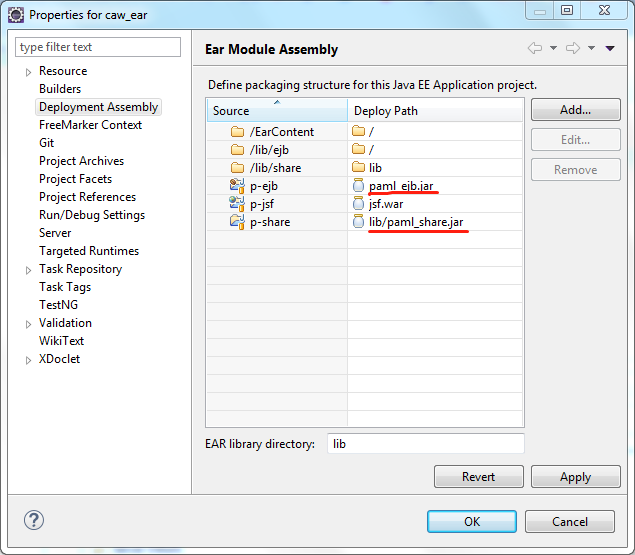 Properties for caw_ear
type filter text
Resource
Builders
Deployment Assembly
FreeMarker Context
Git
Project Archives
Project Facets
Project References
Run/Debug Settings
Server
Targeted Runtimes
Task Repository
Task Tags
TestNG
Validation
WikiText
XDoclet
Ear Module Assembly
Define packaging structure for this Java EE Application project.
Source Deploy Path
/EarContent /
/lib/ejb /
/lib/share lib
p-ejb paml_ejb.jar
p-jsf jsf.war
p-share lib/paml_share.jar
Add...
Edit...
Remove
EAR library directory: lib
Revert Apply
? OK Cancel